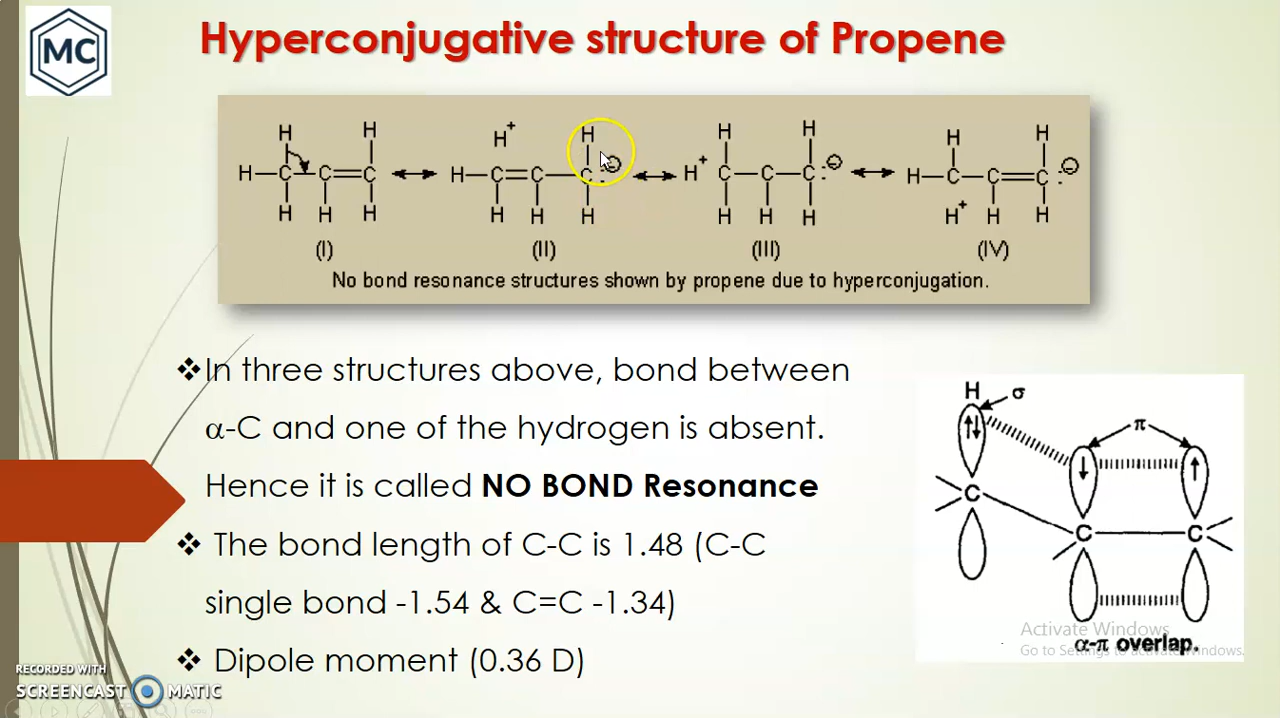 MC
Hyperconjugative structure of Propene
H H H+ H H H H H
H–C–C=C ↔ H–C=C–C:⊖ ↔ H+ C–C–C:⊖ ↔ H–C–C=C:⊖
H H H H H H H H H H+ H H
(I) (II) (III) (IV)
No bond resonance structures shown by propene due to hyperconjugation.
❖In three structures above, bond between
α-C and one of the hydrogen is absent.
Hence it is called NO BOND Resonance
❖ The bond length of C-C is 1.48 (C-C
single bond -1.54 & C=C -1.34)
❖ Dipole moment (0.36 D)
H σ
π
C
C C
α-π overlap.
Activate Windows
Go to Settings to activate Windows.
RECORDED WITH
SCREENCAST MATIC